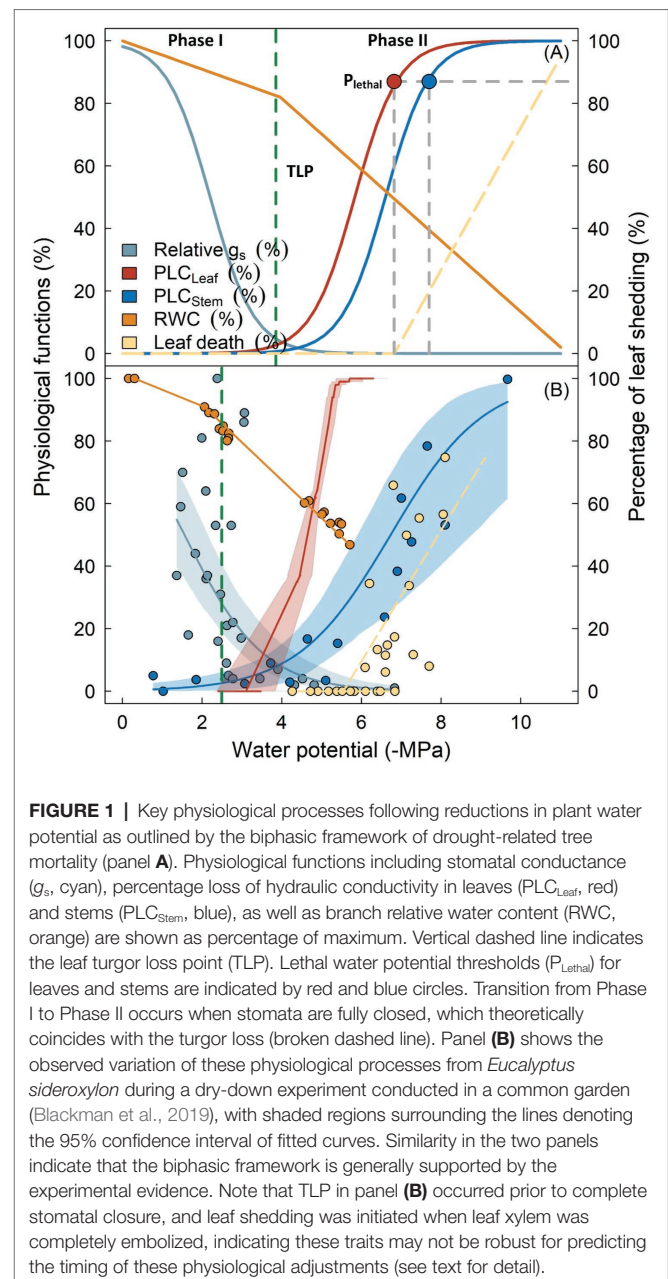 Phase I Phase II
(A)
100
80
60
40
20
0
100
80
60
40
20
0
P_lethal
TLP
Relative g_s (%)
PLC_Leaf (%)
PLC_Stem (%)
RWC (%)
Leaf death (%)
Physiological functions (%)
Percentage of leaf shedding (%)
(B)
100
80
60
40
20
0
100
80
60
40
20
0
0 2 4 6 8 10
Water potential (-MPa)
FIGURE 1 | Key physiological processes following reductions in plant water
potential as outlined by the biphasic framework of drought-related tree
mortality (panel A). Physiological functions including stomatal conductance
(g_s, cyan), percentage loss of hydraulic conductivity in leaves (PLC_Leaf, red)
and stems (PLC_Stem, blue), as well as branch relative water content (RWC,
orange) are shown as percentage of maximum. Vertical dashed line indicates
the leaf turgor loss point (TLP). Lethal water potential thresholds (P_Lethal) for
leaves and stems are indicated by red and blue circles. Transition from Phase
I to Phase II occurs when stomata are fully closed, which theoretically
coincides with the turgor loss (broken dashed line). Panel (B) shows the
observed variation of these physiological processes from Eucalyptus
sideroxylon during a dry-down experiment conducted in a common garden
(Blackman et al., 2019), with shaded regions surrounding the lines denoting
the 95% confidence interval of fitted curves. Similarity in the two panels
indicate that the biphasic framework is generally supported by the
experimental evidence. Note that TLP in panel (B) occurred prior to complete
stomatal closure, and leaf shedding was initiated when leaf xylem was
completely embolized, indicating these traits may not be robust for predicting
the timing of these physiological adjustments (see text for detail).